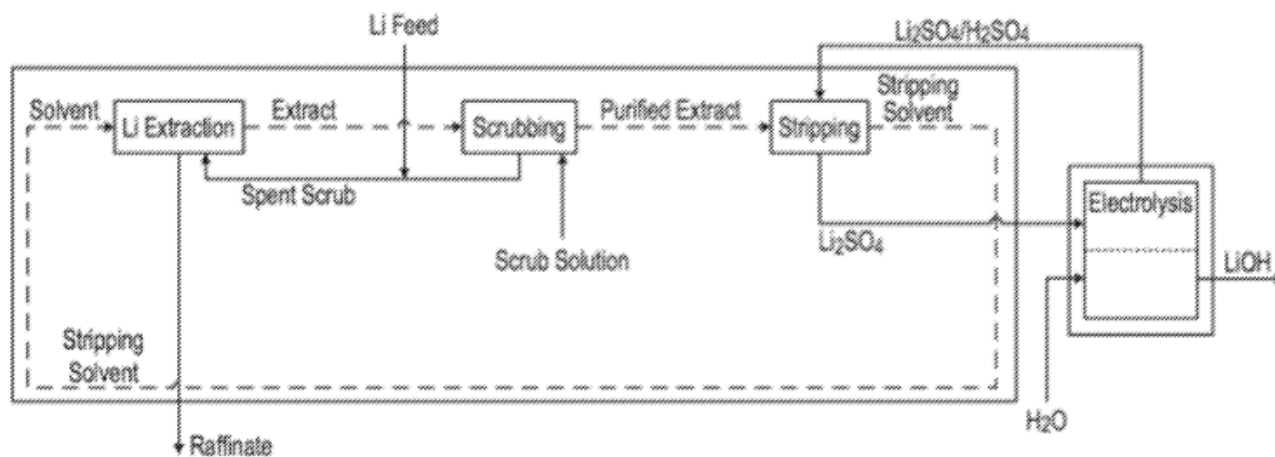 Li Feed
Li₂SO₄/H₂SO₄
Solvent
Li Extraction
Extract
Scrubbing
Purified Extract
Stripping
Stripping
Solvent
Spent Scrub
Scrub Solution
Li₂SO₄
Electrolysis
LiOH
Stripping
Solvent
H₂O
Raffinate